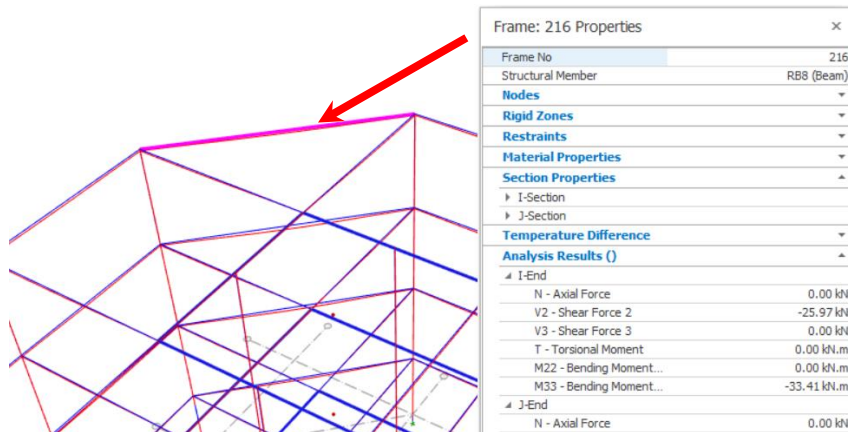 Frame: 216 Properties ×
Frame No 216
Structural Member RB8 (Beam)
Nodes
Rigid Zones
Restraints
Material Properties
Section Properties
I-Section
J-Section
Temperature Difference
Analysis Results ()
I-End
N - Axial Force 0.00 kN
V2 - Shear Force 2 -25.97 kN
V3 - Shear Force 3 0.00 kN
T - Torsional Moment 0.00 kN.m
M22 - Bending Moment... 0.00 kN.m
M33 - Bending Moment... -33.41 kN.m
J-End
N - Axial Force 0.00 kN